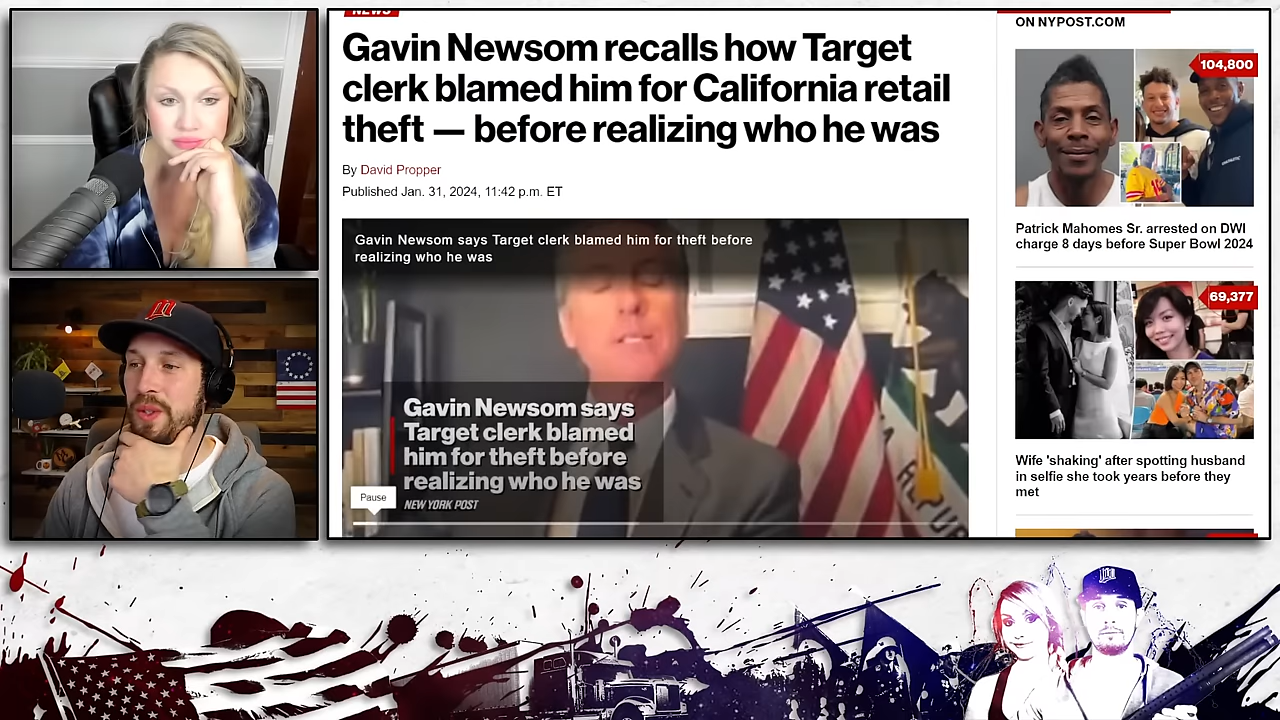 NEWS
Gavin Newsom recalls how Target
clerk blamed him for California retail
theft — before realizing who he was
By David Propper
Published Jan. 31, 2024, 11:42 p.m. ET
Gavin Newsom says Target clerk blamed him for theft before
realizing who he was
Gavin Newsom says
Target clerk blamed
him for theft before
realizing who he was
NEW YORK POST
Pause
ON NYPOST.COM
104,800
Patrick Mahomes Sr. arrested on DWI
charge 8 days before Super Bowl 2024
69,377
Wife 'shaking' after spotting husband
in selfie she took years before they
met